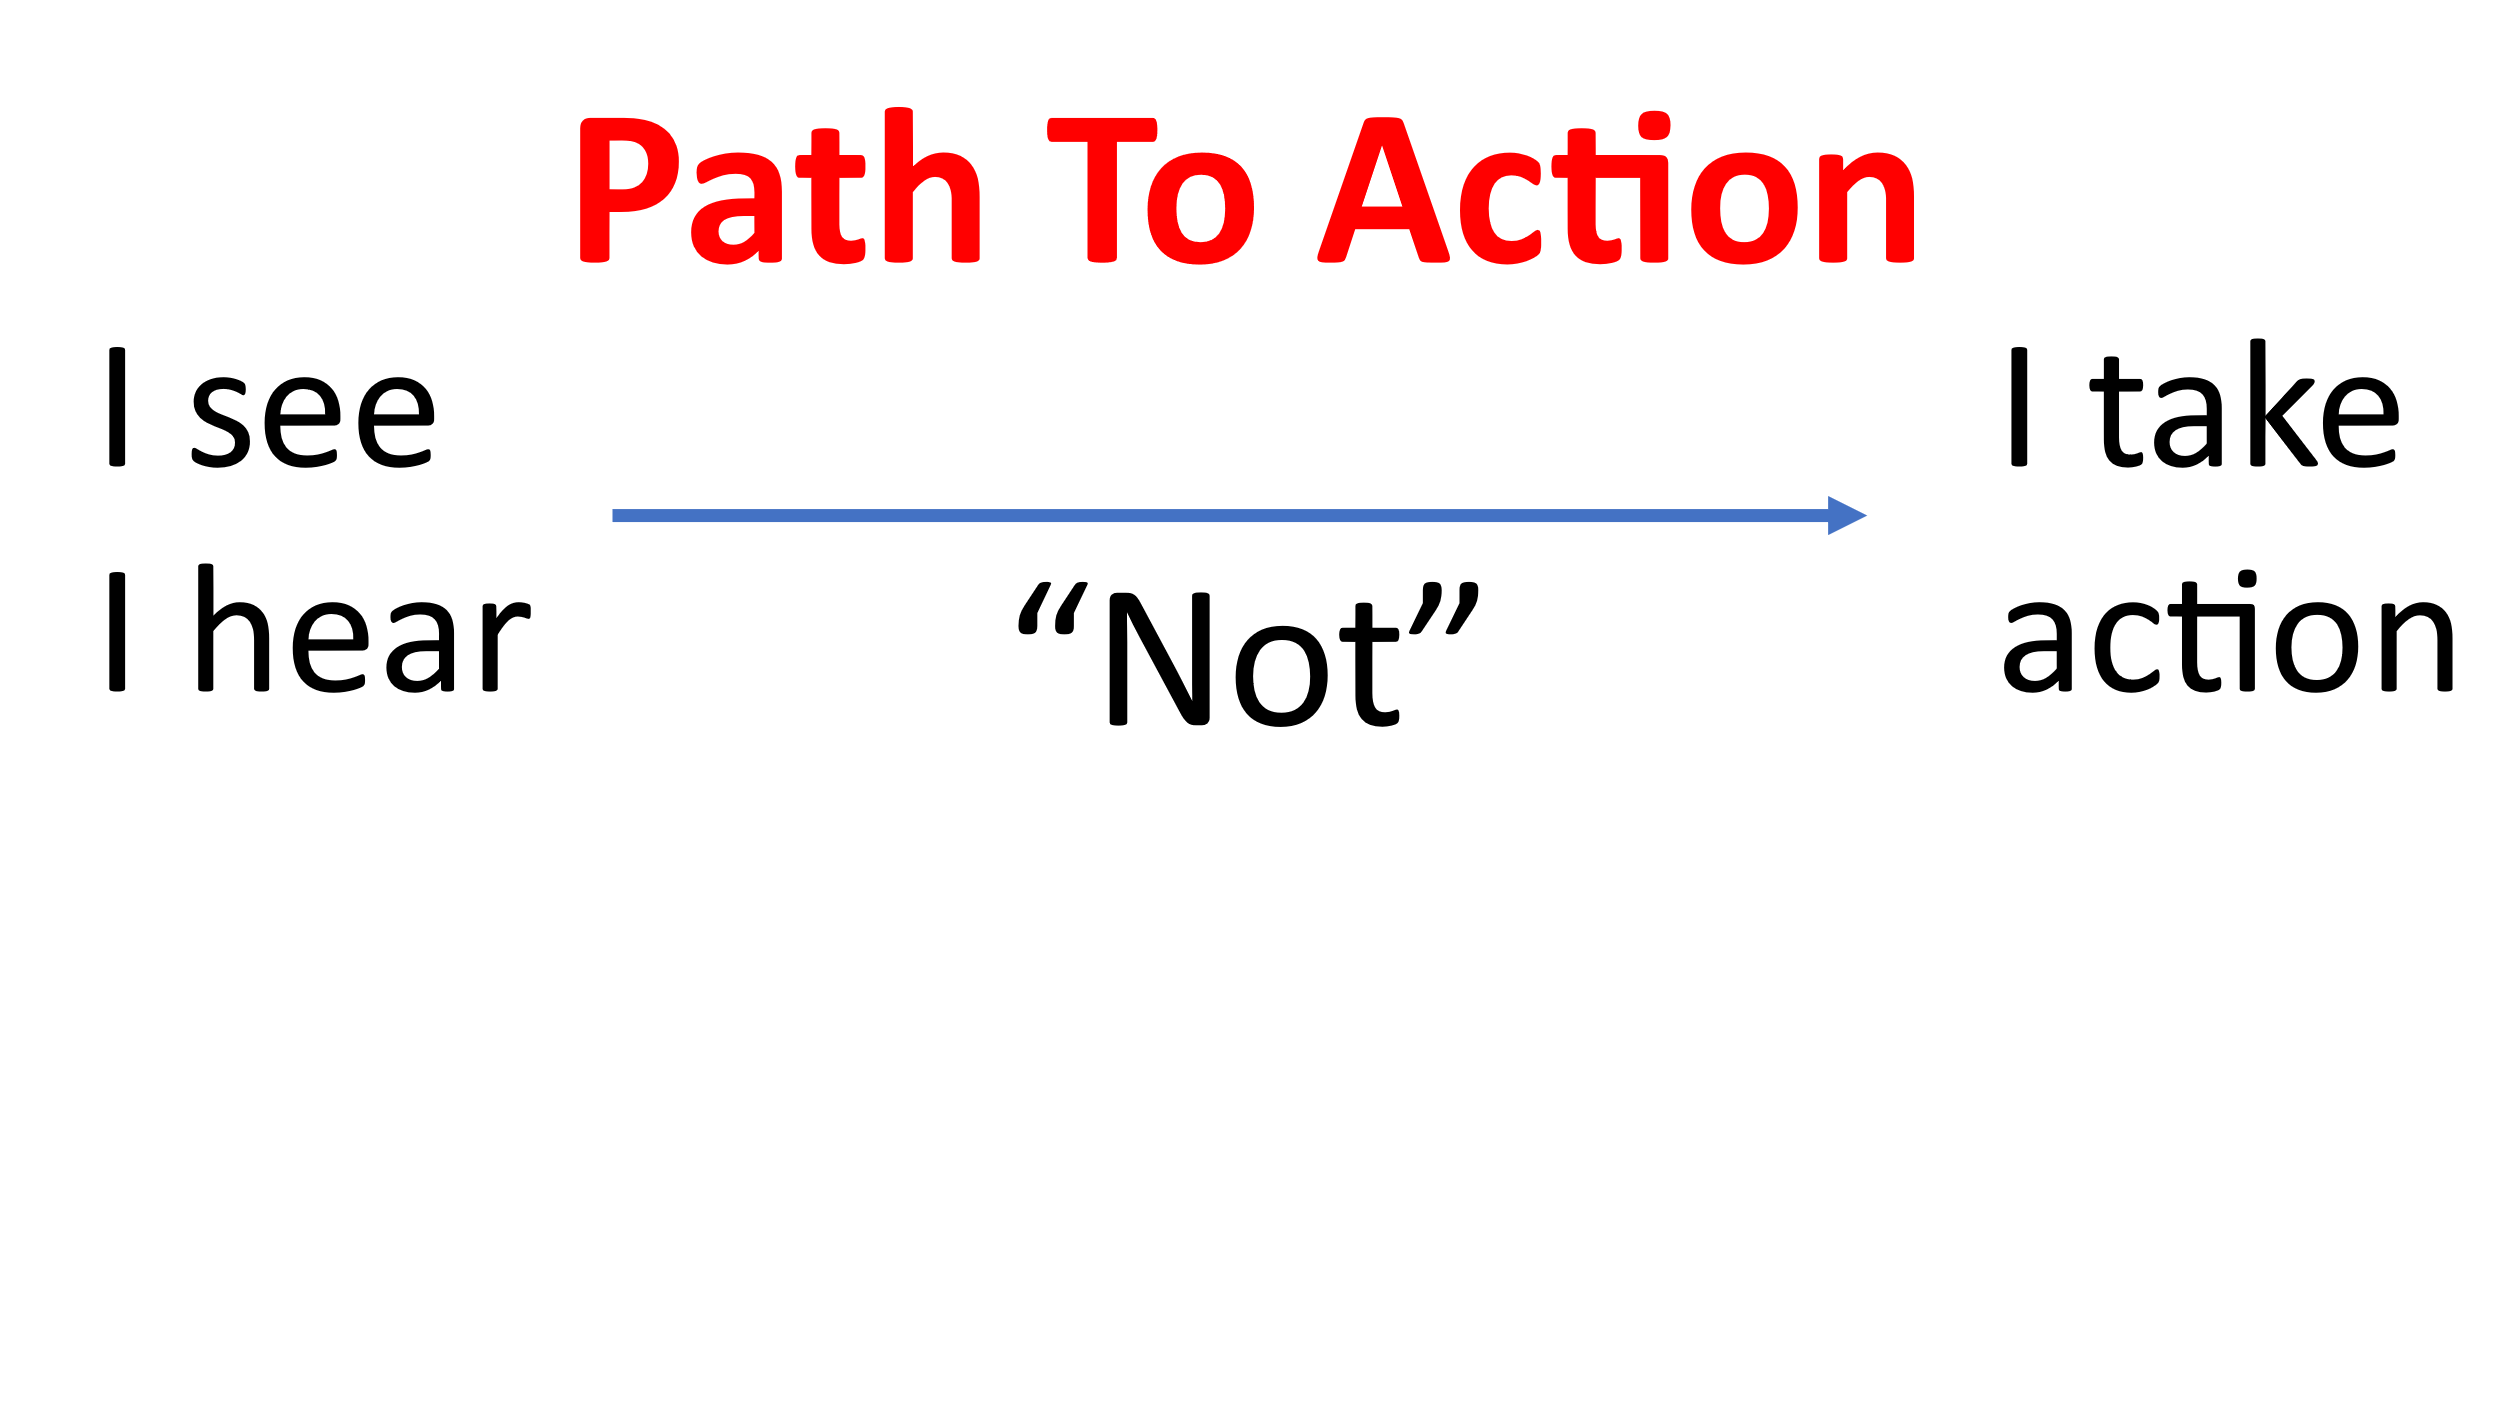 Path To Action
I see
I hear
“Not”
I take
action